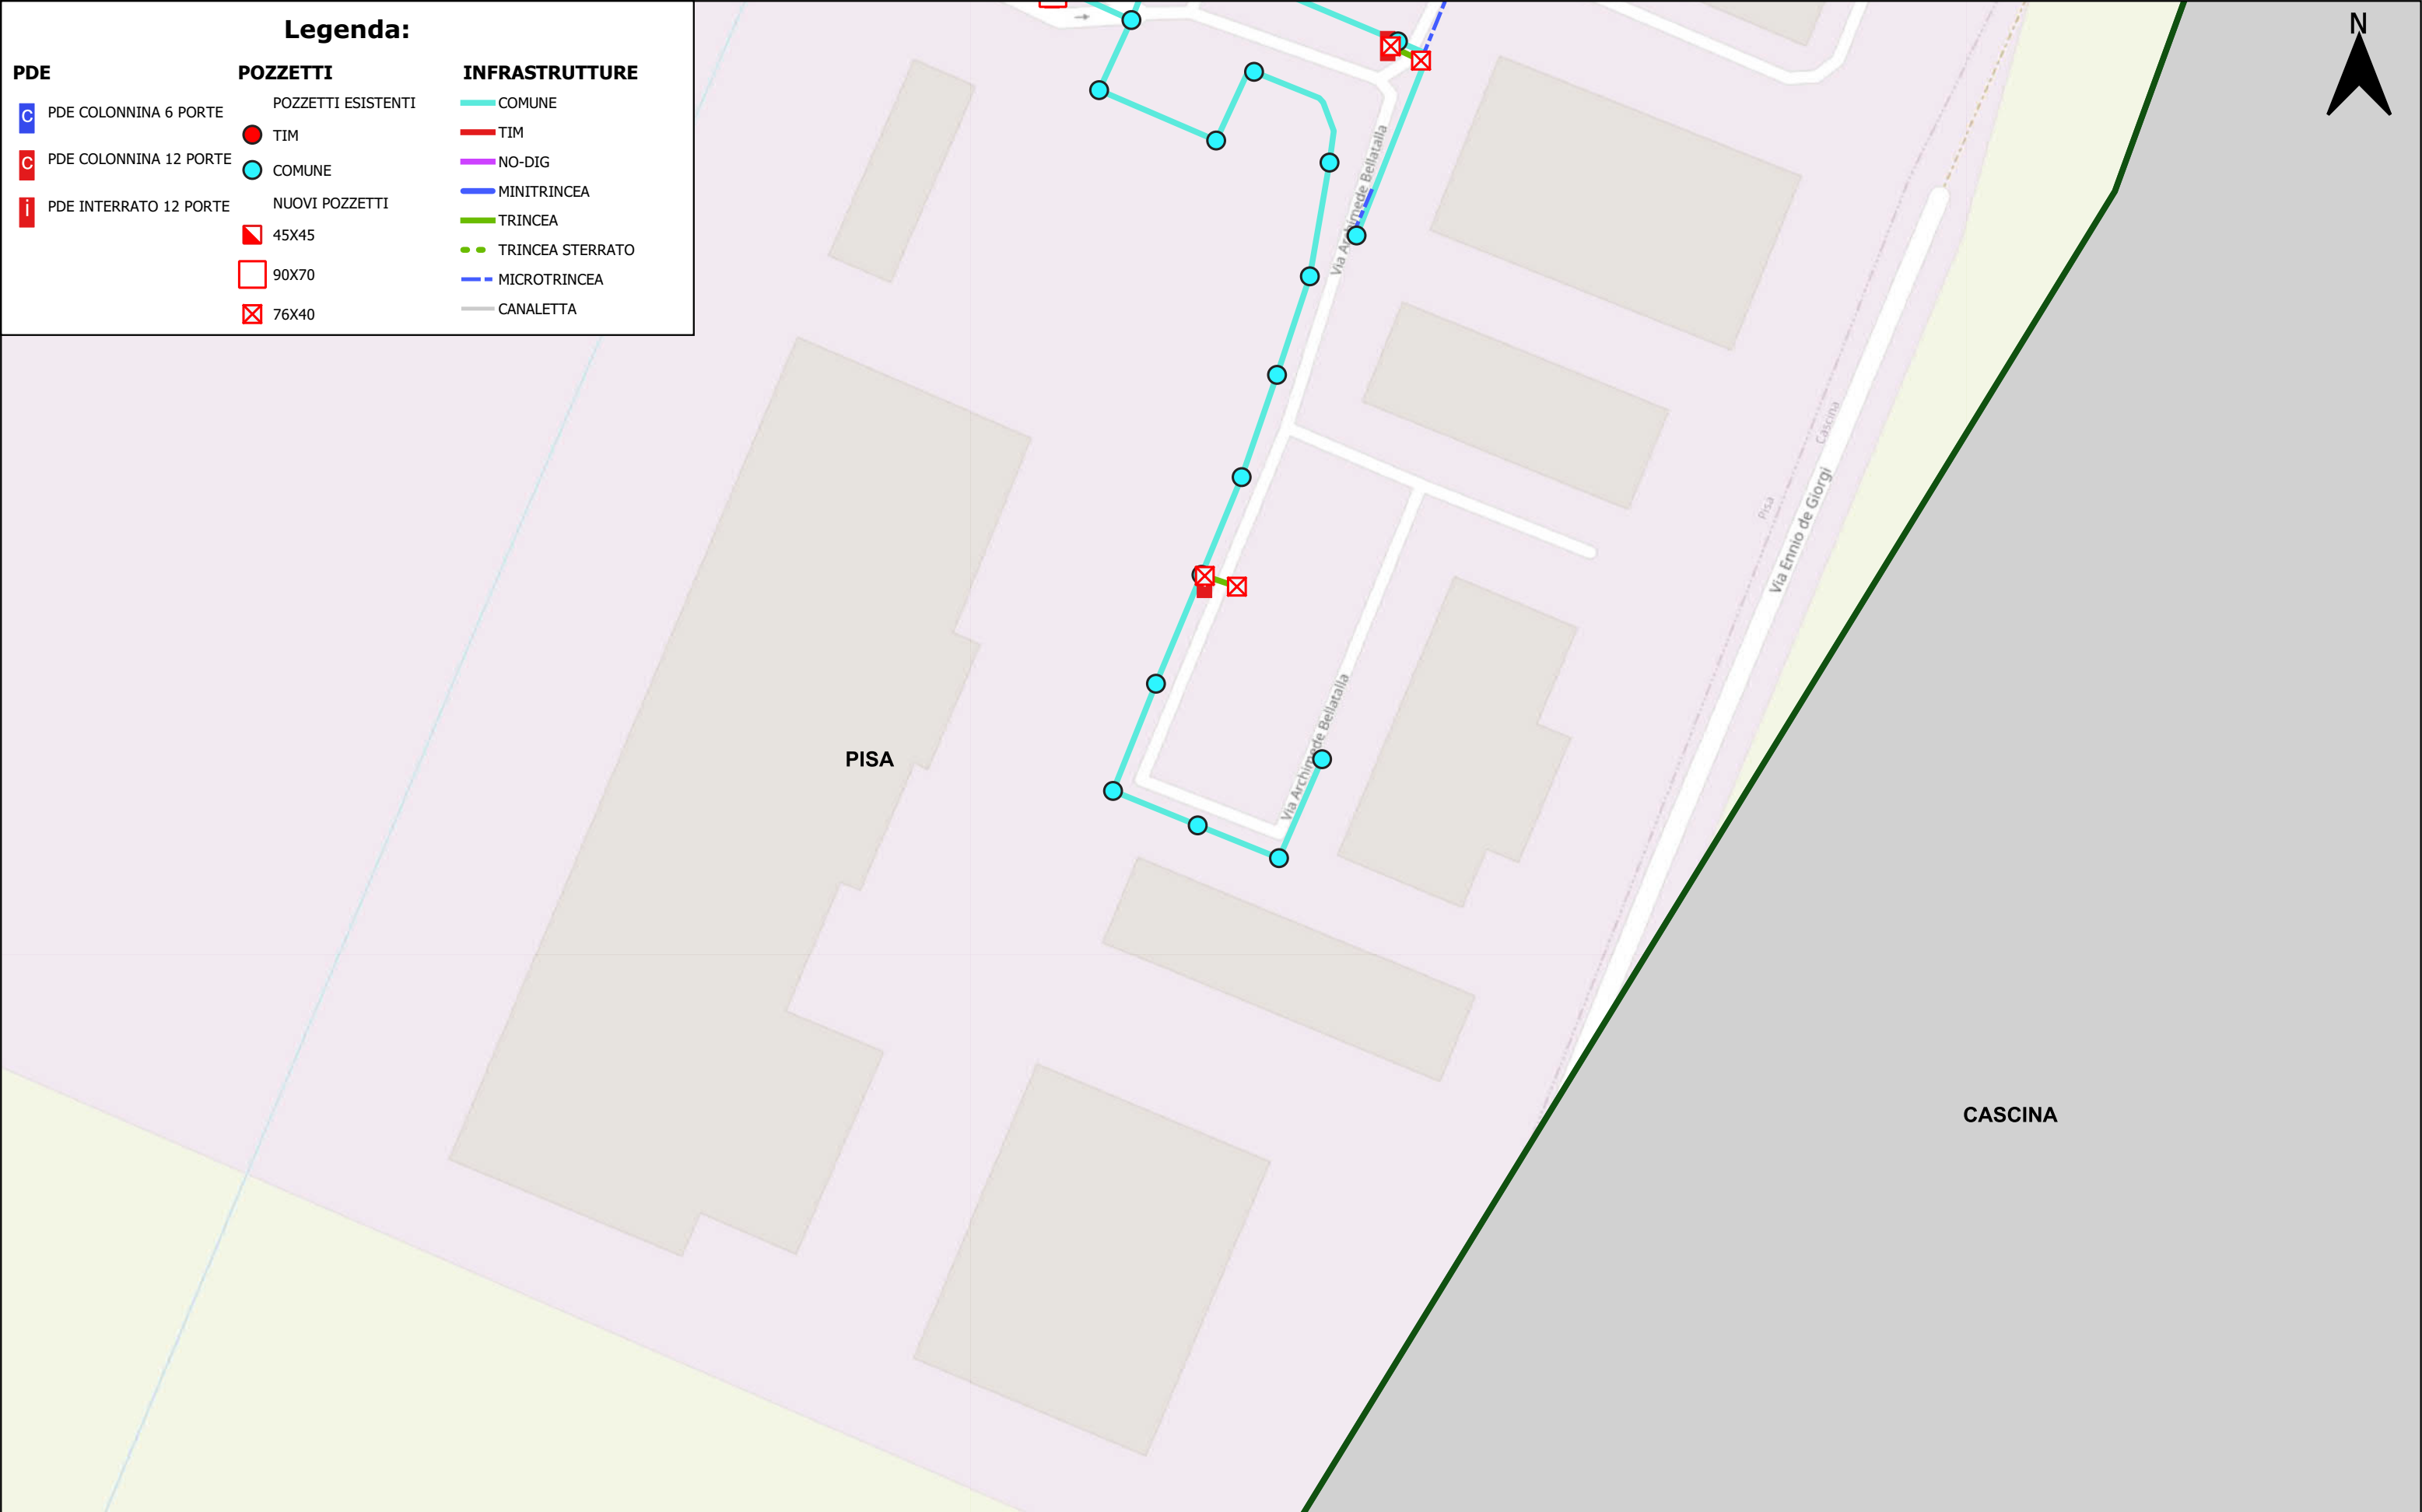 Legenda:
PDE
C PDE COLONNINA 6 PORTE
C PDE COLONNINA 12 PORTE
i PDE INTERRATO 12 PORTE
POZZETTI
POZZETTI ESISTENTI
TIM
COMUNE
NUOVI POZZETTI
45X45
90X70
76X40
INFRASTRUTTURE
COMUNE
TIM
NO-DIG
MINITRINCEA
TRINCEA
TRINCEA STERRATO
MICROTRINCEA
CANALETTA
N
Via Archimede Bellatalla
Cascina
Pisa
Via Ennio de Giorgi
Via Archimede Bellatalla
PISA
CASCINA